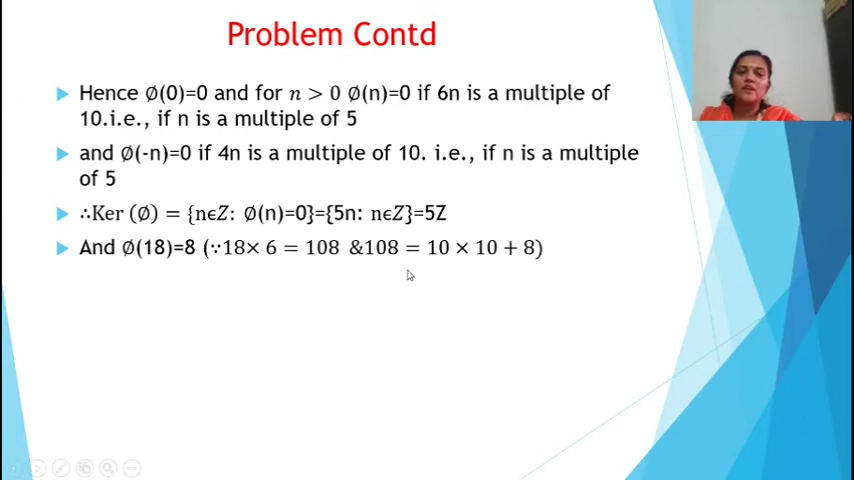 Problem Contd
Hence ∅(0)=0 and for 𝑛 > 0 ∅(n)=0 if 6n is a multiple of
10.i.e., if n is a multiple of 5
and ∅(-n)=0 if 4n is a multiple of 10. i.e., if n is a multiple
of 5
∴Ker (∅) = {nϵ𝑍: ∅(n)=0}={5n: nϵ𝑍}=5Z
And ∅(18)=8 (∵18× 6 = 108 &108 = 10 × 10 + 8)